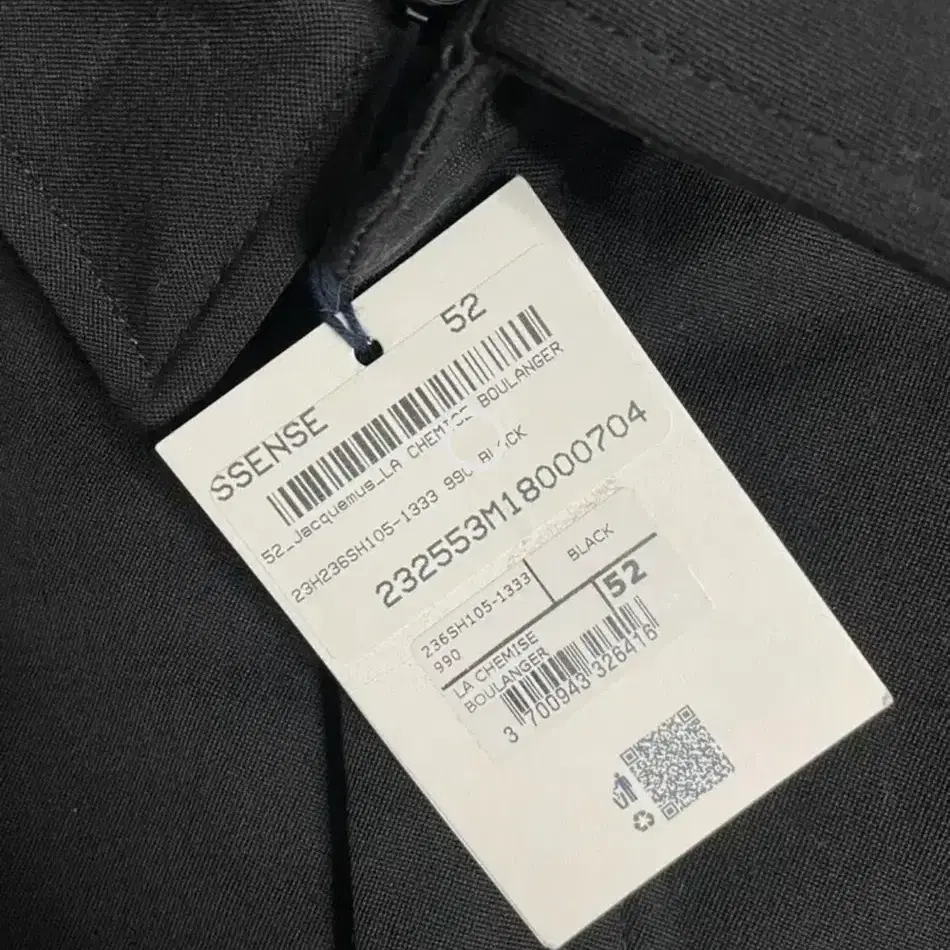 SSENSE 52
52_Jacquemus_LA CHEMISE BOULANGER
23H236SH105-1333 990 BLACK
232553M18000704
236SH105-1333
990
BLACK
LA CHEMISE
BOULANGER
52
3 700943 326416